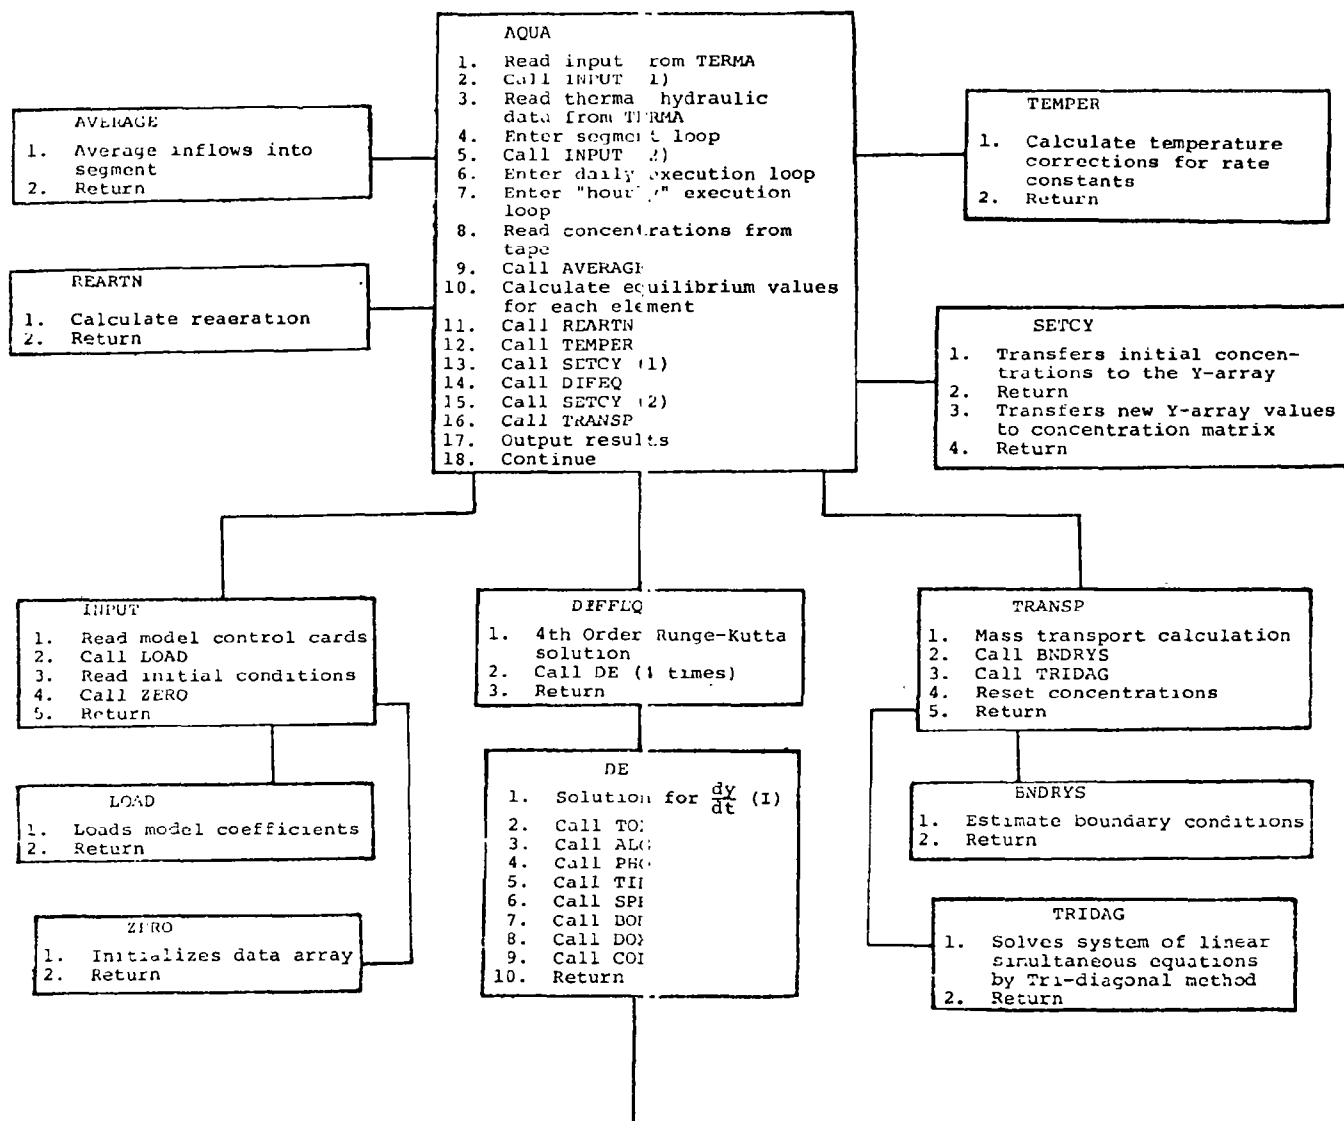 AQUA
1. Read input rom TERMA
2. Call INPUT 1)
3. Read therma hydraulic
data from TERMA
4. Enter segment loop
5. Call INPUT 2)
6. Enter daily execution loop
7. Enter "hour y" execution
loop
8. Read concentrations from
tape
9. Call AVERAGE
10. Calculate equilibrium values
for each element
11. Call REARTN
12. Call TEMPER
13. Call SETCY (1)
14. Call DIFEQ
15. Call SETCY (2)
16. Call TRANSP
17. Output results
18. Continue
AVERAGE
1. Average inflows into
segment
2. Return
REARTN
1. Calculate reaeration
2. Return
TEMPER
1. Calculate temperature
corrections for rate
constants
2. Return
SETCY
1. Transfers initial concen-
trations to the Y-array
2. Return
3. Transfers new Y-array values
to concentration matrix
4. Return
INPUT
1. Read model control cards
2. Call LOAD
3. Read initial conditions
4. Call ZERO
5. Return
LOAD
1. Loads model coefficients
2. Return
ZERO
1. Initializes data array
2. Return
DIFFEQ
1. 4th Order Runge-Kutta
solution
2. Call DE (4 times)
3. Return
DE
1. Solution for dy/dt (I)
2. Call
3. Call
4. Call
5. Call
6. Call
7. Call
8. Call
9. Call
10. Return
TRANSP
1. Mass transport calculation
2. Call BNDRYS
3. Call TRIDAG
4. Reset concentrations
5. Return
BNDRYS
1. Estimate boundary conditions
2. Return
TRIDAG
1. Solves system of linear
simultaneous equations
by Tri-diagonal method
2. Return